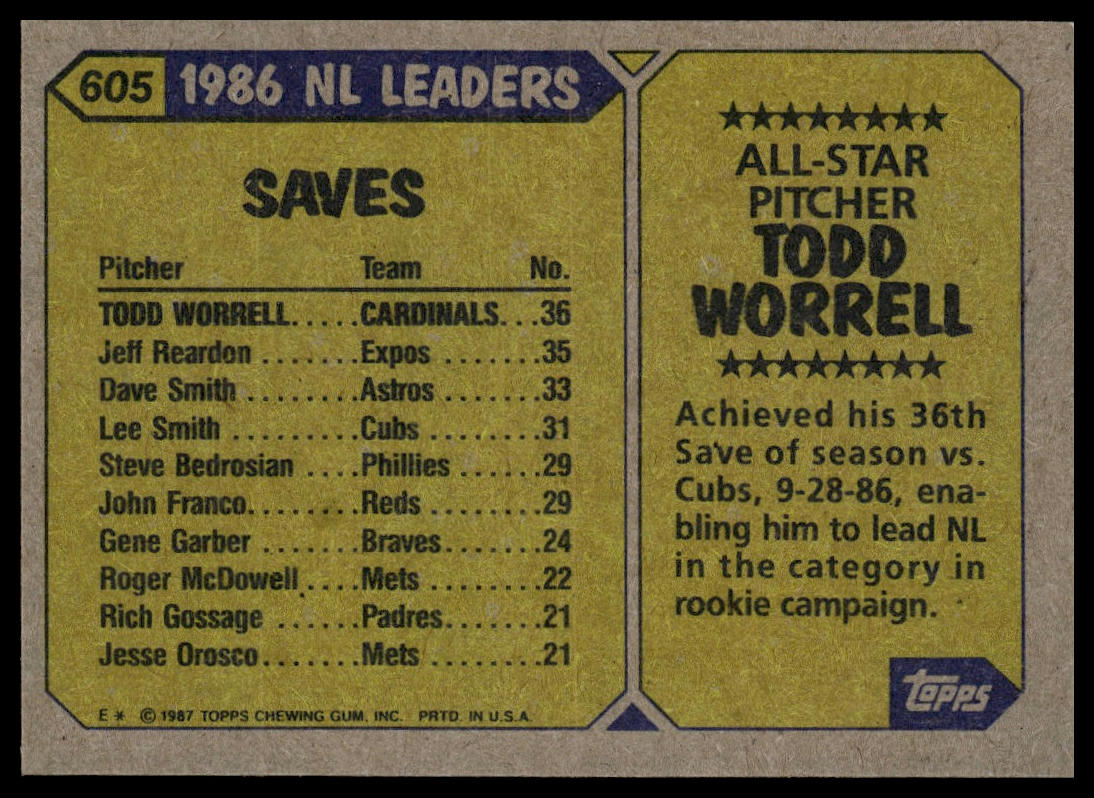 605 1986 NL LEADERS
SAVES
Pitcher Team No.
TODD WORRELL.....CARDINALS...36
Jeff Reardon .......Expos .......35
Dave Smith ........Astros .......33
Lee Smith .........Cubs ........31
Steve Bedrosian ....Phillies ......29
John Franco........Reds ........29
Gene Garber .......Braves.......24
Roger McDowell....Mets ........22
Rich Gossage ......Padres.......21
Jesse Orosco.......Mets ........21
E * © 1987 TOPPS CHEWING GUM, INC. PRTD. IN U.S.A.
★★★★★★★★
ALL-STAR
PITCHER
TODD
WORRELL
★★★★★★★★
Achieved his 36th
Save of season vs.
Cubs, 9-28-86, ena-
bling him to lead NL
in the category in
rookie campaign.
topps